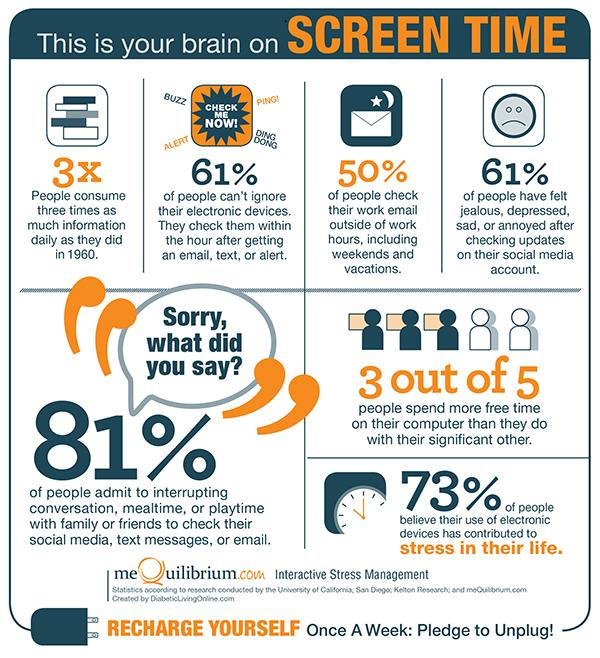 This is your brain on SCREEN TIME
3x
People consume
three times as
much information
daily as they did
in 1960.
BUZZ
PING!
CHECK
ME
NOW!
ALERT
DING
DONG
61%
of people can't ignore
their electronic devices.
They check them within
the hour after getting
an email, text, or alert.
50%
of people check
their work email
outside of work
hours, including
weekends and
vacations.
61%
of people have felt
jealous, depressed,
sad, or annoyed after
checking updates
on their social media
account.
Sorry,
what did
you say?
81%
of people admit to interrupting
conversation, mealtime, or playtime
with family or friends to check their
social media, text messages, or email.
3 out of 5
people spend more free time
on their computer than they do
with their significant other.
73% of people
believe their use of electronic
devices has contributed to
stress in their life.
meQuilibrium.com Interactive Stress Management
Statistics according to research conducted by the University of California, San Diego; Kelton Research; and meQuilibrium.com
Created by DiabeticLivingOnline.com
RECHARGE YOURSELF Once A Week: Pledge to Unplug!